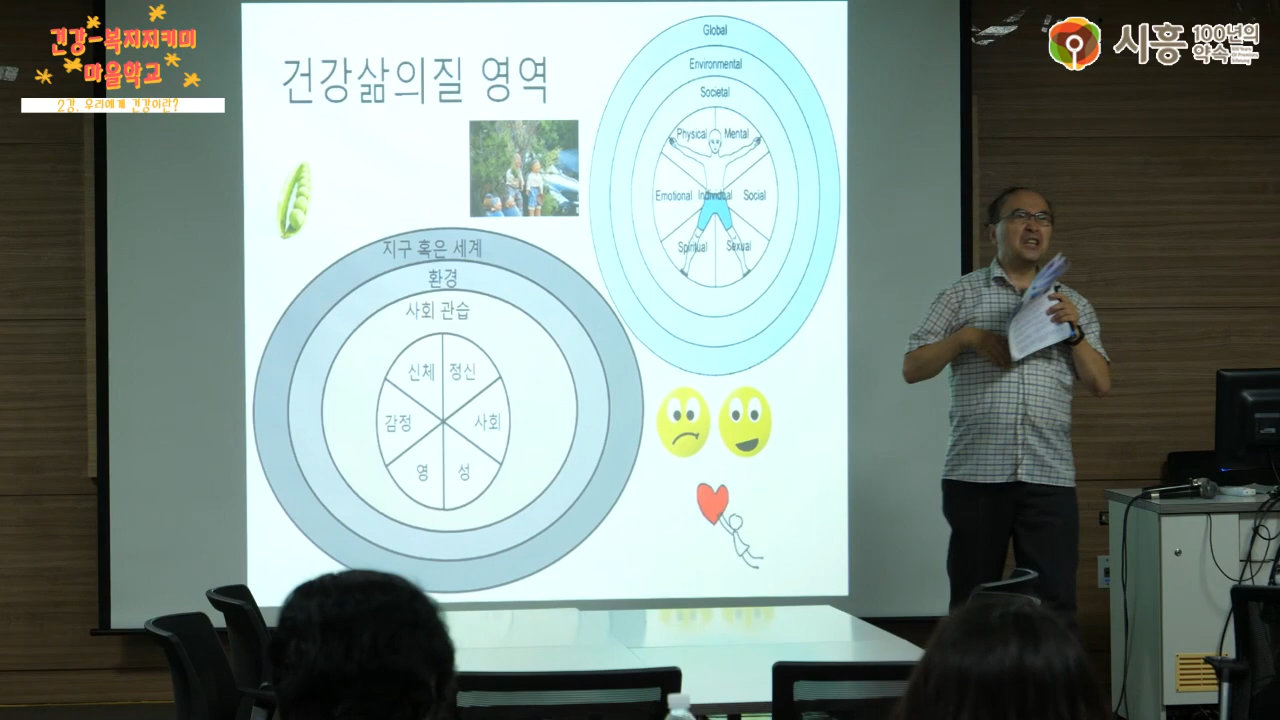 건강-복지지키미
마을학교
2강. 우리에게 건강이란?
시흥 100년의
약속
건강삶의질 영역
Global
Environmental
Societal
Physical Mental
Emotional Individual Social
Spiritual Sexual
지구 혹은 세계
환경
사회 관습
신체 정신
감정 사회
영 성